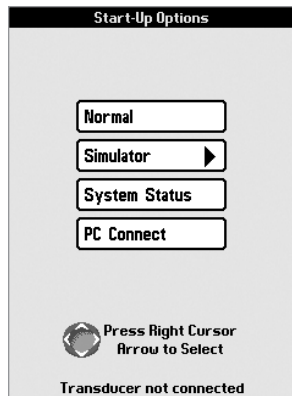 Start-Up Options
Normal
Simulator
System Status
PC Connect
Press Right Cursor
Arrow to Select
Transducer not connected